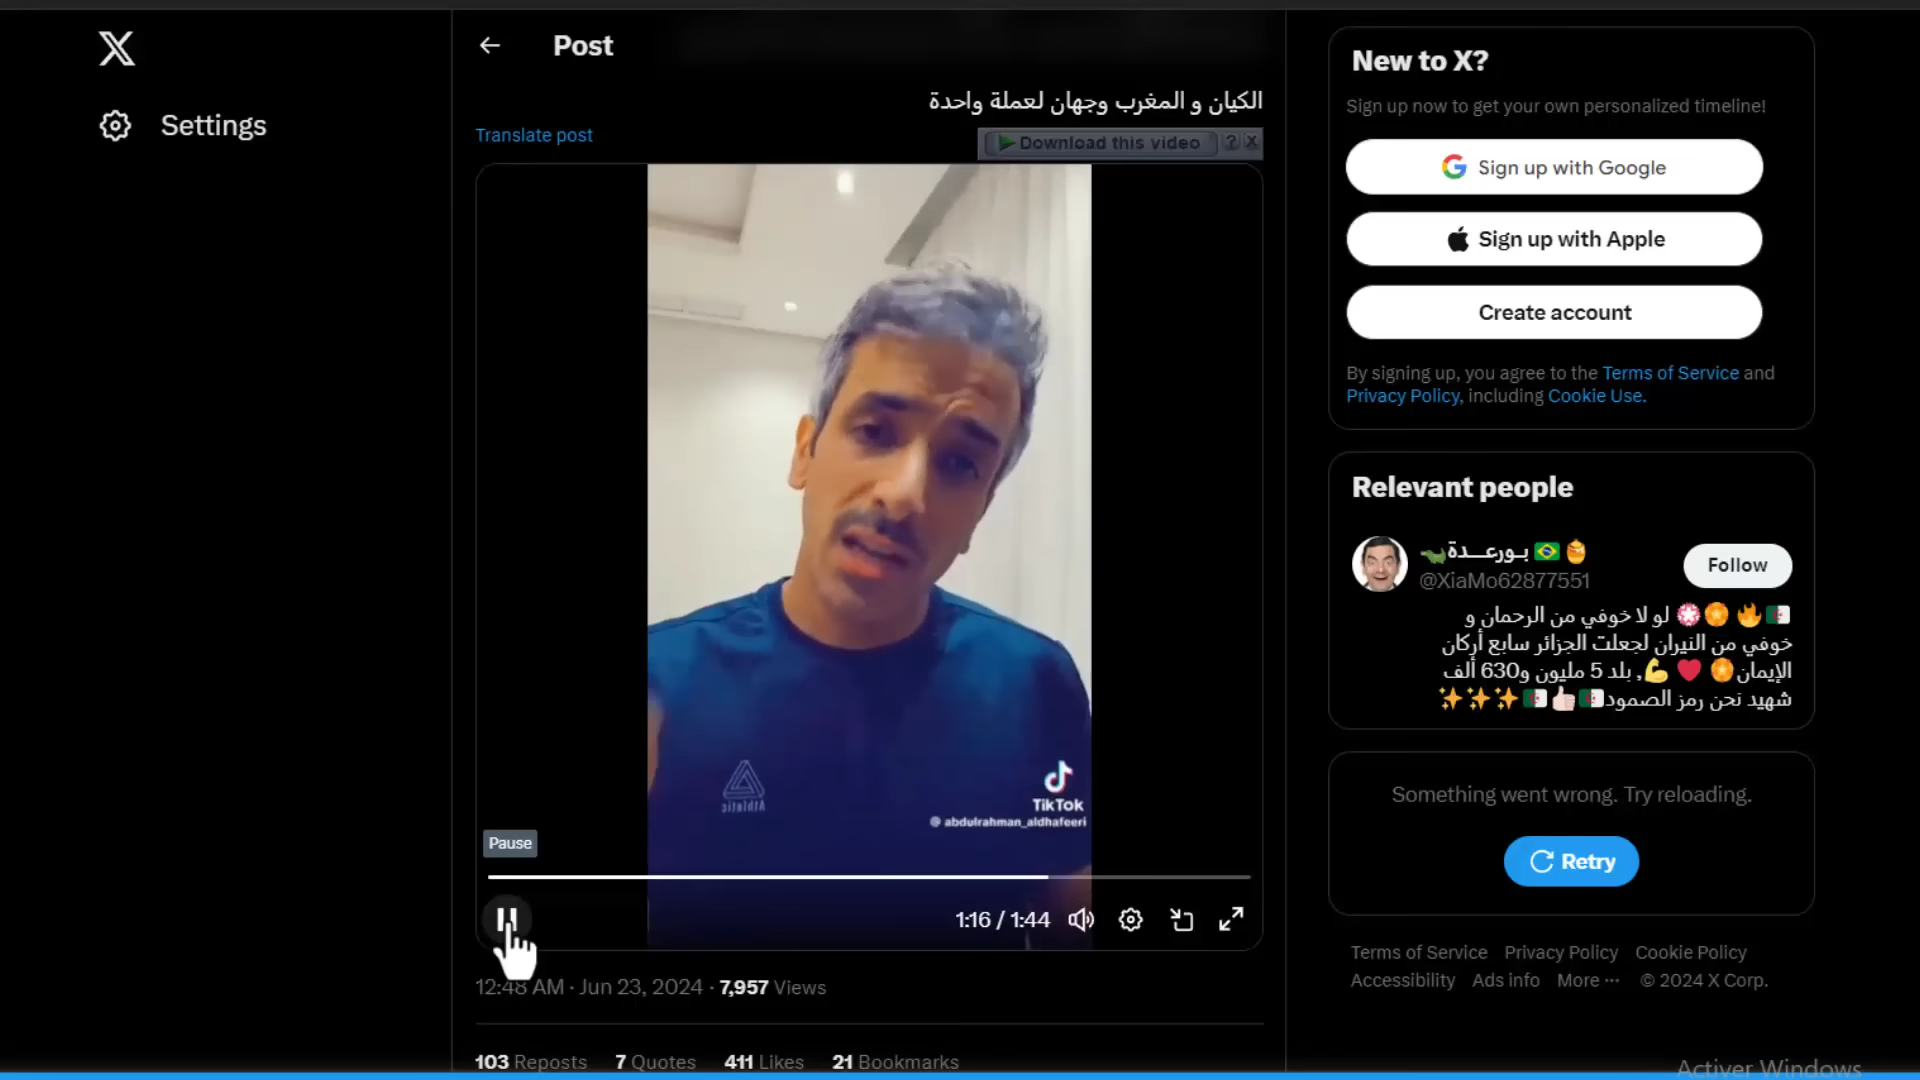 Settings
Post
الكيان و المغرب وجهان لعملة واحدة
Translate post
Download this video ? X
TikTok
@ abdulrahman_aldhafeeri
Athletic
Pause
1:16 / 1:44
12:48 AM · Jun 23, 2024 · 7,957 Views
103 Reposts 7 Quotes 411 Likes 21 Bookmarks
New to X?
Sign up now to get your own personalized timeline!
Sign up with Google
Sign up with Apple
Create account
By signing up, you agree to the Terms of Service and
Privacy Policy, including Cookie Use.
Relevant people
بـورعـــدة
@XiaMo62877551
Follow
لو لا خوفي من الرحمان و
خوفي من النيران لجعلت الجزائر سابع أركان
الإيمان, بلد 5 مليون و630 ألف
شهيد نحن رمز الصمود
Something went wrong. Try reloading.
Retry
Terms of Service Privacy Policy Cookie Policy
Accessibility Ads info More ··· © 2024 X Corp.
Activer Windows